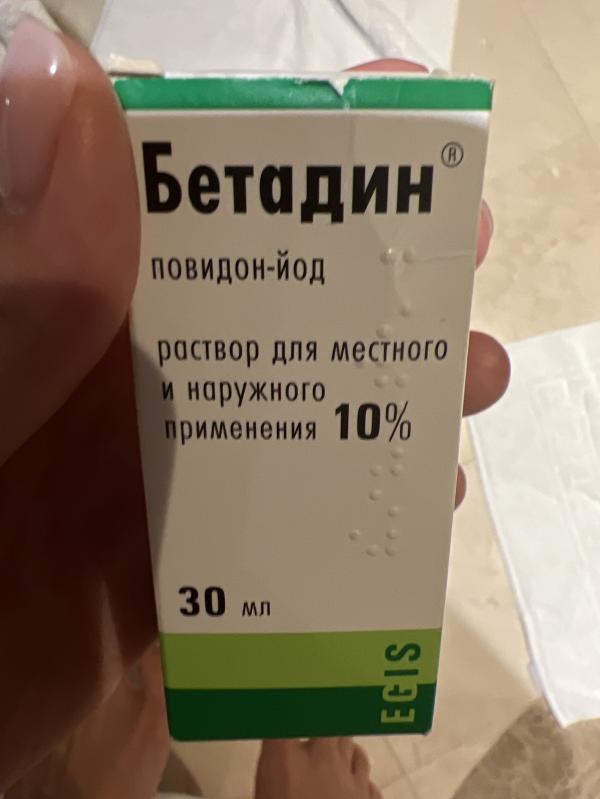 Бетадин®
повидон-йод
раствор для местного
и наружного
применения 10%
30 мл
EGIS